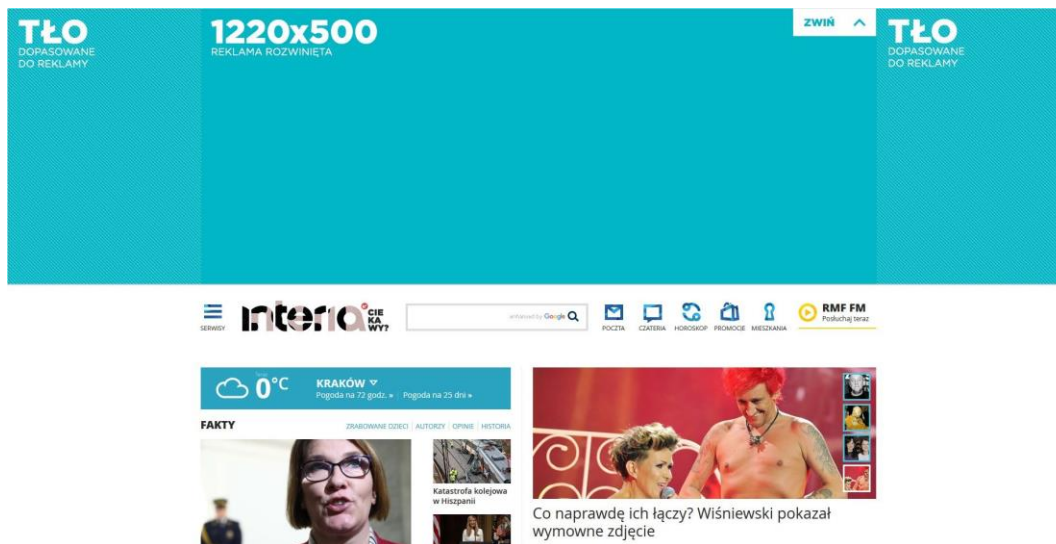 TŁO
DOPASOWANE
DO REKLAMY
1220x500
REKLAMA ROZWINIĘTA
ZWIŃ
TŁO
DOPASOWANE
DO REKLAMY
SERWISY
interia
CIE
KA
WY?
enhanced by Google
POCZTA
CZATERIA
HOROSKOP
PROMOCJE
MIESZKANIA
RMF FM
Posłuchaj teraz
0°C
KRAKÓW
Pogoda na 72 godz. » Pogoda na 25 dni »
FAKTY
ZRABOWANE DZIECI | AUTORZY | OPINIE | HISTORIA
Katastrofa kolejowa
w Hiszpanii
Co naprawdę ich łączy? Wiśniewski pokazał
wymowne zdjęcie